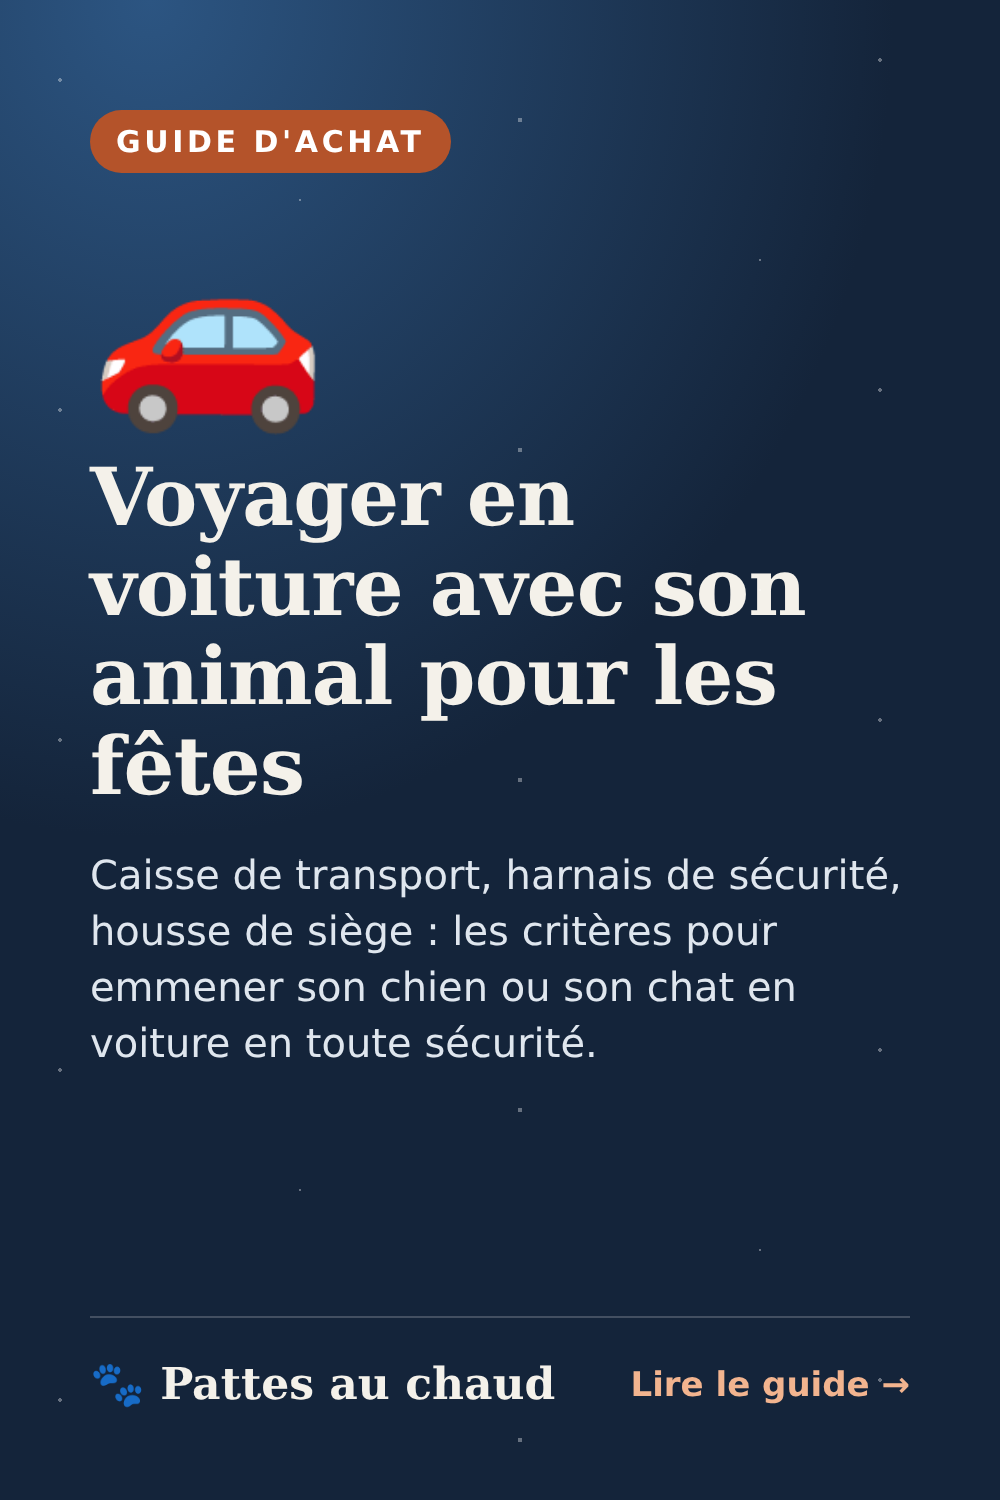 GUIDE D'ACHAT
Voyager en
voiture avec son
animal pour les
fêtes
Caisse de transport, harnais de sécurité,
housse de siège : les critères pour
emmener son chien ou son chat en
voiture en toute sécurité.
Pattes au chaud
Lire le guide →